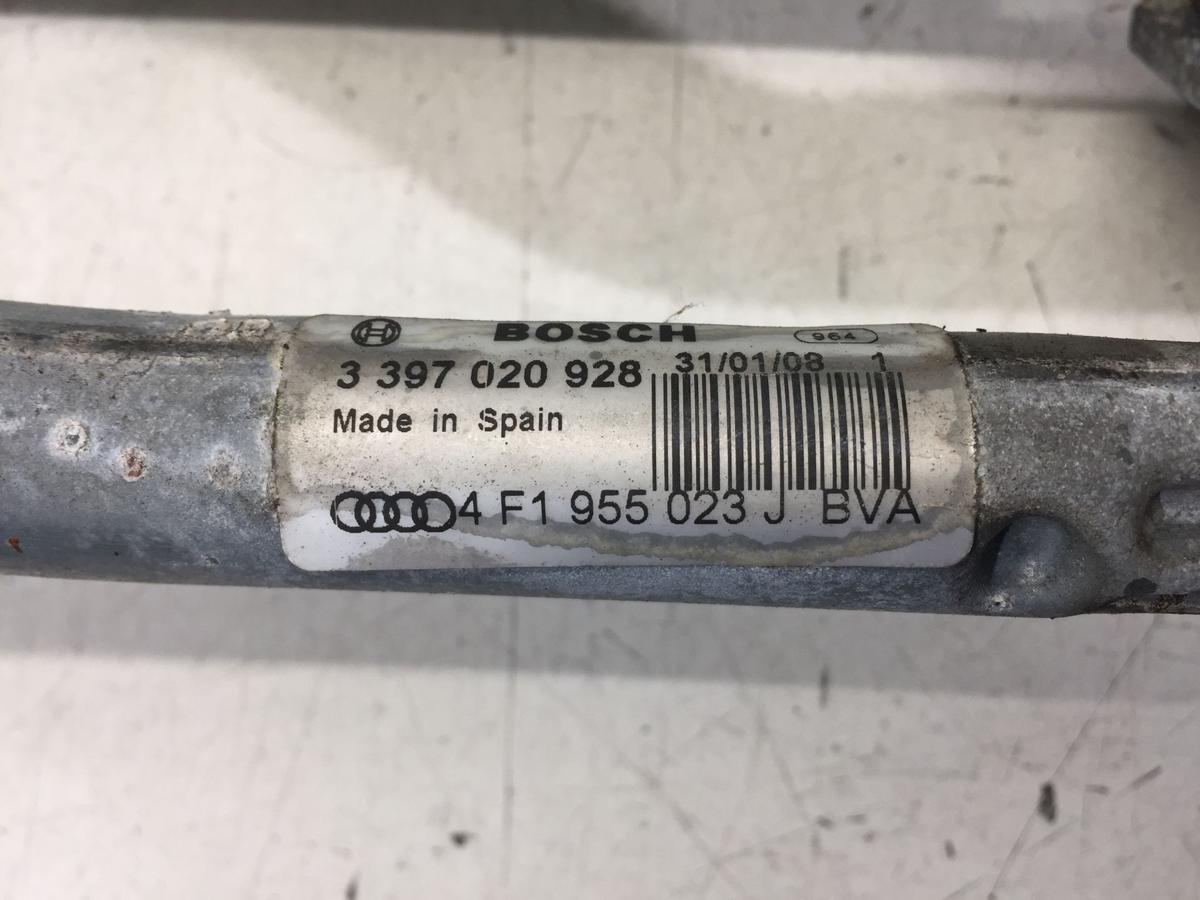 BOSCH 964
3 397 020 928 31/01/08 1
Made in Spain
4 F1 955 023 J BVA